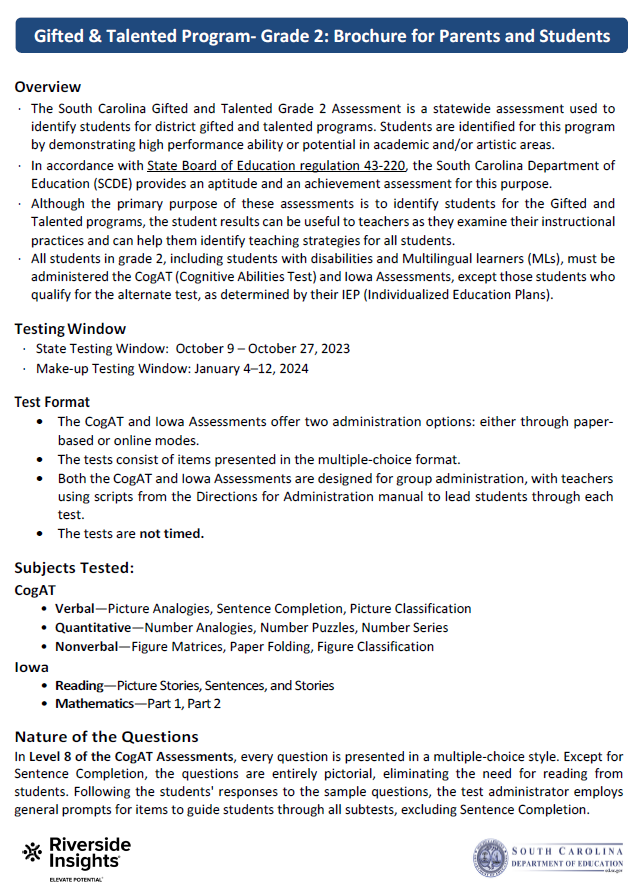 Gifted & Talented Program- Grade 2: Brochure for Parents and Students
Overview
· The South Carolina Gifted and Talented Grade 2 Assessment is a statewide assessment used to
identify students for district gifted and talented programs. Students are identified for this program
by demonstrating high performance ability or potential in academic and/or artistic areas.
· In accordance with State Board of Education regulation 43-220, the South Carolina Department of
Education (SCDE) provides an aptitude and an achievement assessment for this purpose.
· Although the primary purpose of these assessments is to identify students for the Gifted and
Talented programs, the student results can be useful to teachers as they examine their instructional
practices and can help them identify teaching strategies for all students.
· All students in grade 2, including students with disabilities and Multilingual learners (MLs), must be
administered the CogAT (Cognitive Abilities Test) and Iowa Assessments, except those students who
qualify for the alternate test, as determined by their IEP (Individualized Education Plans).
Testing Window
· State Testing Window: October 9 – October 27, 2023
· Make-up Testing Window: January 4–12, 2024
Test Format
• The CogAT and Iowa Assessments offer two administration options: either through paper-
based or online modes.
• The tests consist of items presented in the multiple-choice format.
• Both the CogAT and Iowa Assessments are designed for group administration, with teachers
using scripts from the Directions for Administration manual to lead students through each
test.
• The tests are not timed.
Subjects Tested:
CogAT
• Verbal—Picture Analogies, Sentence Completion, Picture Classification
• Quantitative—Number Analogies, Number Puzzles, Number Series
• Nonverbal—Figure Matrices, Paper Folding, Figure Classification
Iowa
• Reading—Picture Stories, Sentences, and Stories
• Mathematics—Part 1, Part 2
Nature of the Questions
In Level 8 of the CogAT Assessments, every question is presented in a multiple-choice style. Except for
Sentence Completion, the questions are entirely pictorial, eliminating the need for reading from
students. Following the students' responses to the sample questions, the test administrator employs
general prompts for items to guide students through all subtests, excluding Sentence Completion.
Riverside
Insights®
ELEVATE POTENTIAL®
SOUTH CAROLINA
DEPARTMENT OF EDUCATION
ed.sc.gov